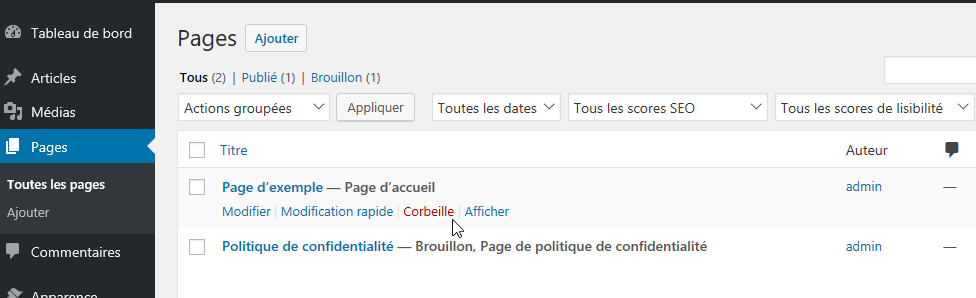 Tableau de bord
Articles
Médias
Pages
Toutes les pages
Ajouter
Commentaires
Apparence
Pages Ajouter
Tous (2) | Publié (1) | Brouillon (1)
Actions groupées Appliquer Toutes les dates Tous les scores SEO Tous les scores de lisibilité
Titre Auteur
Page d’exemple — Page d’accueil admin —
Modifier | Modification rapide | Corbeille | Afficher
Politique de confidentialité — Brouillon, Page de politique de confidentialité admin —